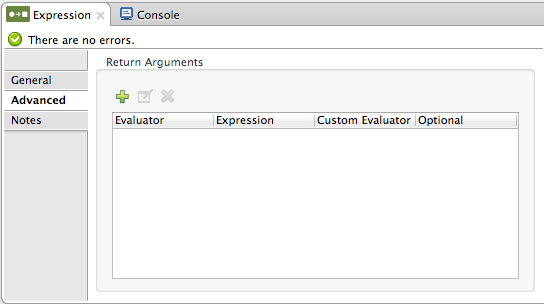 Expression Console
There are no errors.
Return Arguments
General
Advanced
Notes
Evaluator Expression Custom Evaluator Optional